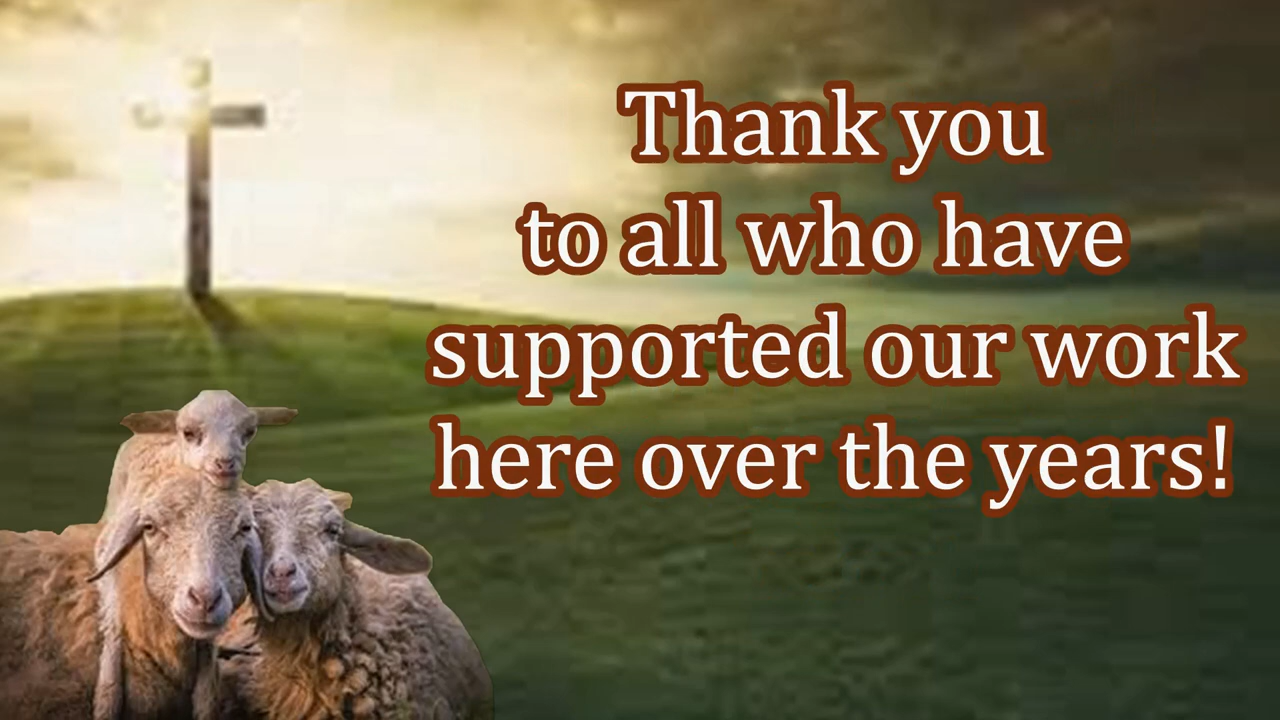 Thank you
to all who have
supported our work
here over the years!